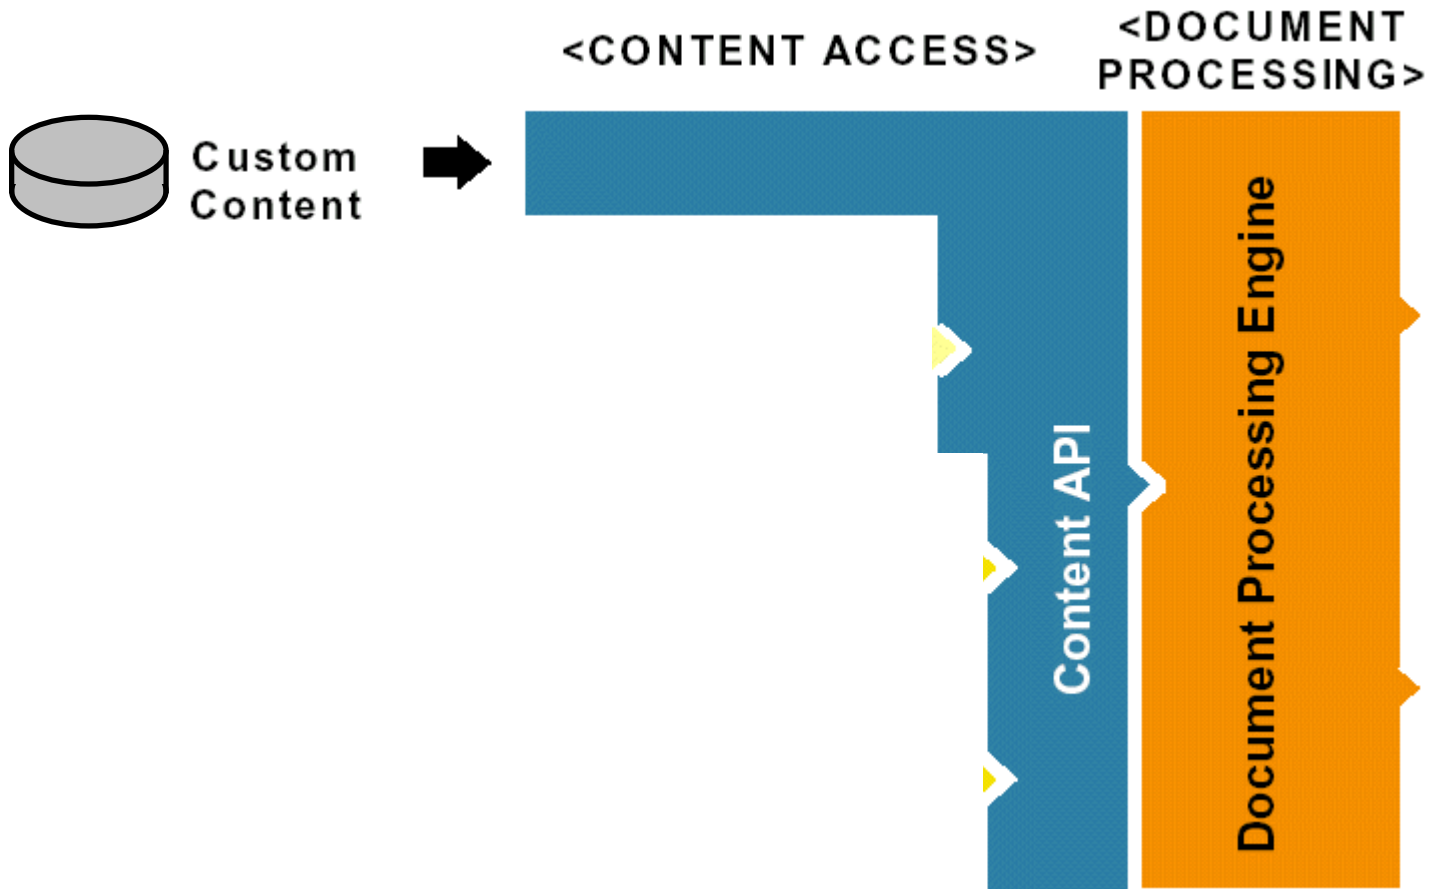 <CONTENT ACCESS>
<DOCUMENT
PROCESSING>
Custom
Content
Content API
Document Processing Engine